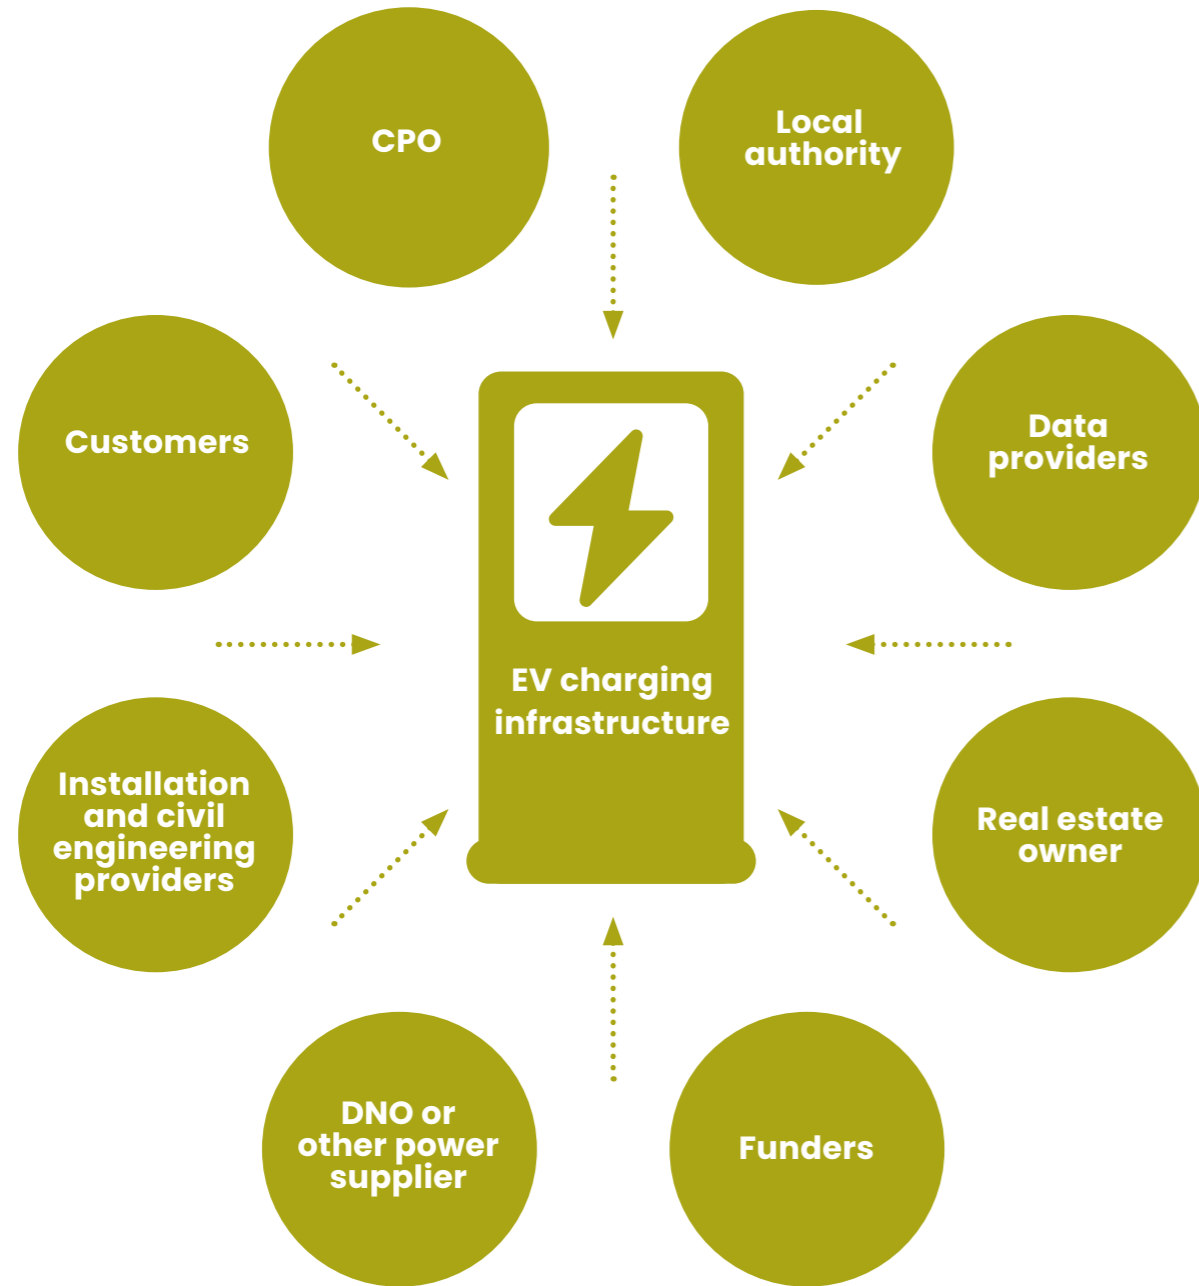 CPO
Local
authority
Customers
Data
providers
EV charging
infrastructure
Installation
and civil
engineering
providers
Real estate
owner
DNO or
other power
supplier
Funders